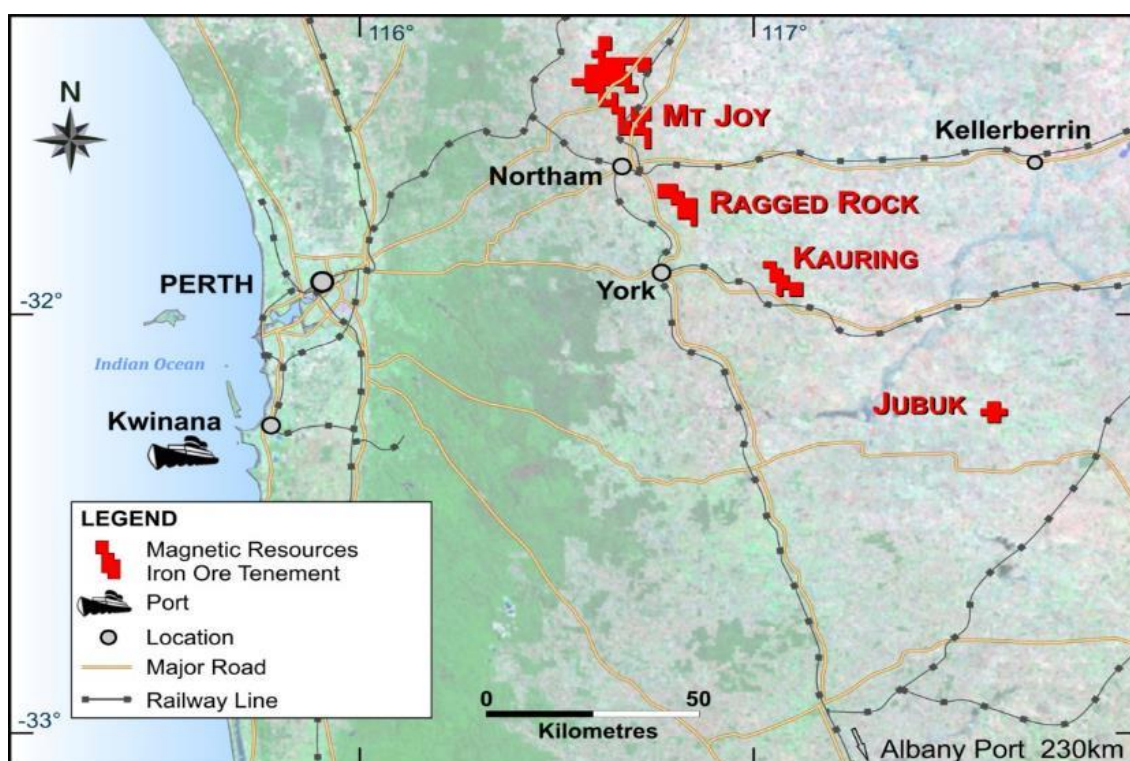 116°
117°
N
MT JOY
Kellerberrin
Northam
RAGGED ROCK
KAURING
PERTH
York
-32°
Indian Ocean
JUBUK
Kwinana
LEGEND
Magnetic Resources
Iron Ore Tenement
Port
Location
Major Road
Railway Line
0 50
Kilometres
-33°
Albany Port 230km